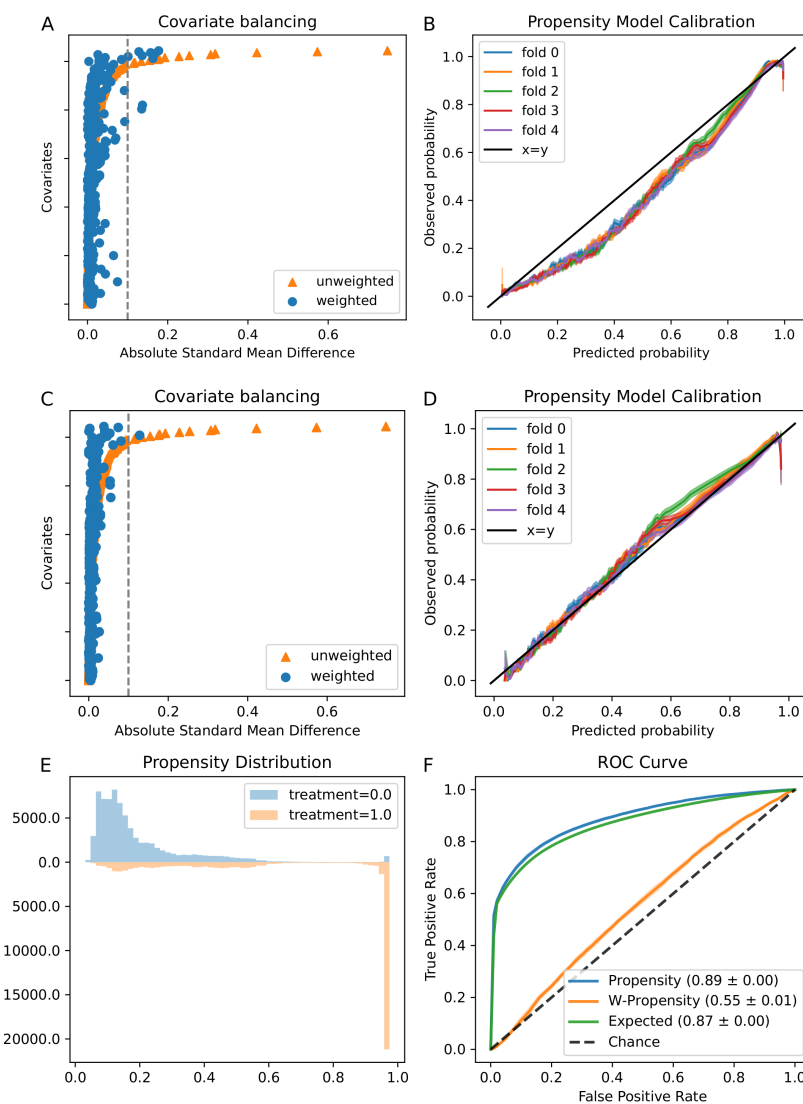 A
Covariate balancing
Covariates
unweighted
weighted
0.0 0.2 0.4 0.6
Absolute Standard Mean Difference
B
Propensity Model Calibration
Observed probability
1.0
0.8
0.6
0.4
0.2
0.0
fold 0
fold 1
fold 2
fold 3
fold 4
x=y
0.0 0.2 0.4 0.6 0.8 1.0
Predicted probability
C
Covariate balancing
Covariates
unweighted
weighted
0.0 0.2 0.4 0.6
Absolute Standard Mean Difference
D
Propensity Model Calibration
Observed probability
1.0
0.8
0.6
0.4
0.2
0.0
fold 0
fold 1
fold 2
fold 3
fold 4
x=y
0.0 0.2 0.4 0.6 0.8 1.0
Predicted probability
E
Propensity Distribution
treatment=0.0
treatment=1.0
5000.0
0.0
5000.0
10000.0
15000.0
20000.0
0.0 0.2 0.4 0.6 0.8 1.0
F
ROC Curve
True Positive Rate
1.0
0.8
0.6
0.4
0.2
0.0
Propensity (0.89 ± 0.00)
W-Propensity (0.55 ± 0.01)
Expected (0.87 ± 0.00)
Chance
0.0 0.2 0.4 0.6 0.8 1.0
False Positive Rate